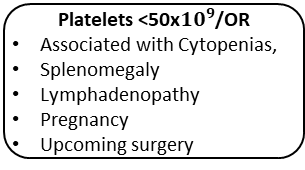 Platelets <50x10⁹/OR
• Associated with Cytopenias,
• Splenomegaly
• Lymphadenopathy
• Pregnancy
• Upcoming surgery